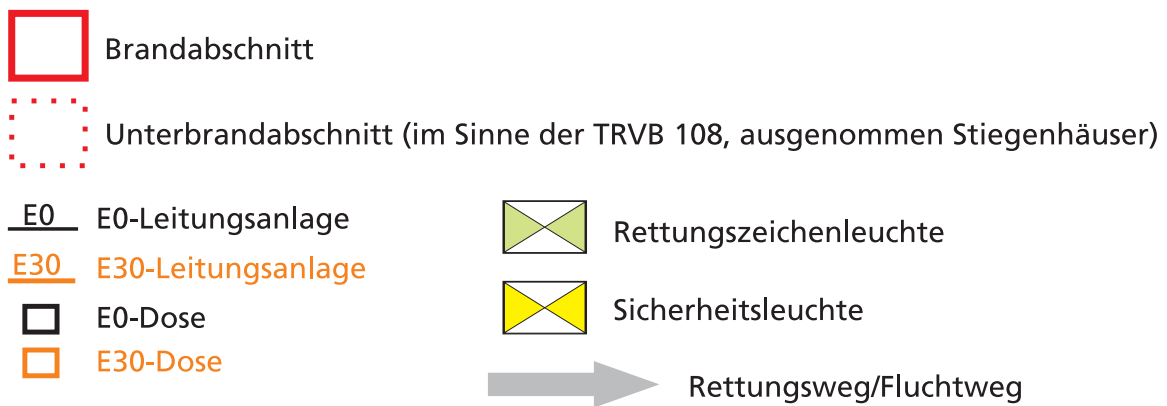 Brandabschnitt
Unterbrandabschnitt (im Sinne der TRVB 108, ausgenommen Stiegenhäuser)
E0 E0-Leitungsanlage
E30 E30-Leitungsanlage
E0-Dose
E30-Dose
Rettungszeichenleuchte
Sicherheitsleuchte
Rettungsweg/Fluchtweg